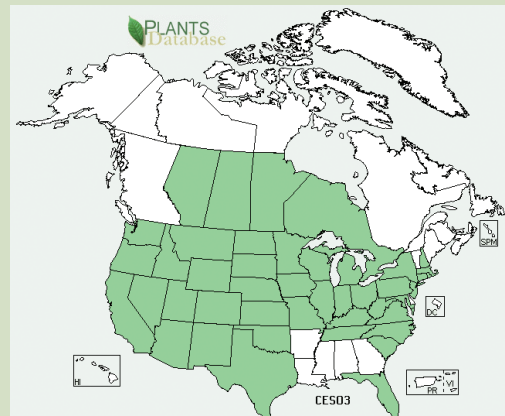 PLANTS
Database
SPM
DC
HI
PR
VI
CES03